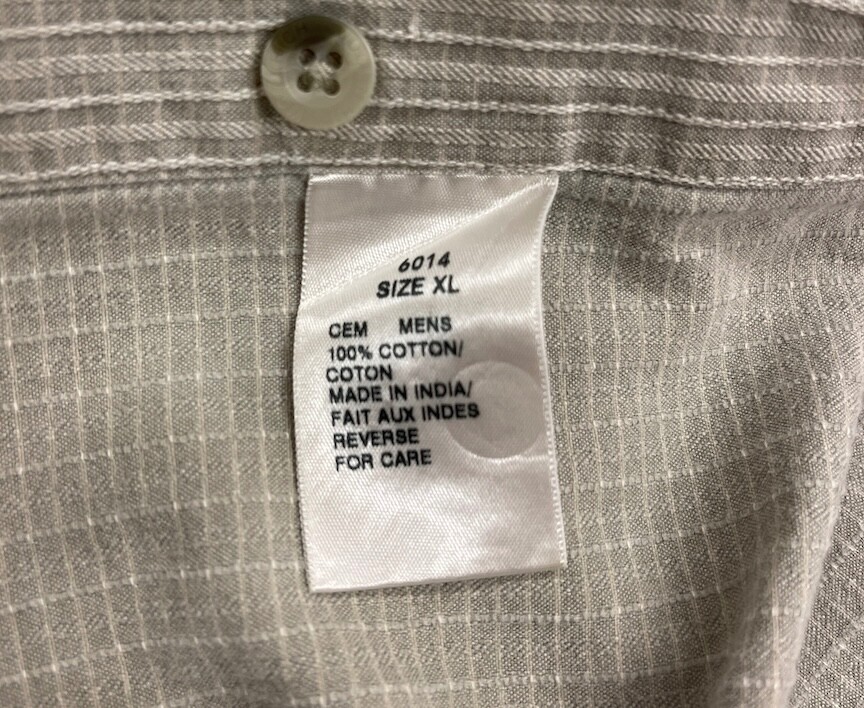 6014
SIZE XL
CEM MENS
100% COTTON/
COTON
MADE IN INDIA/
FAIT AUX INDES
REVERSE
FOR CARE